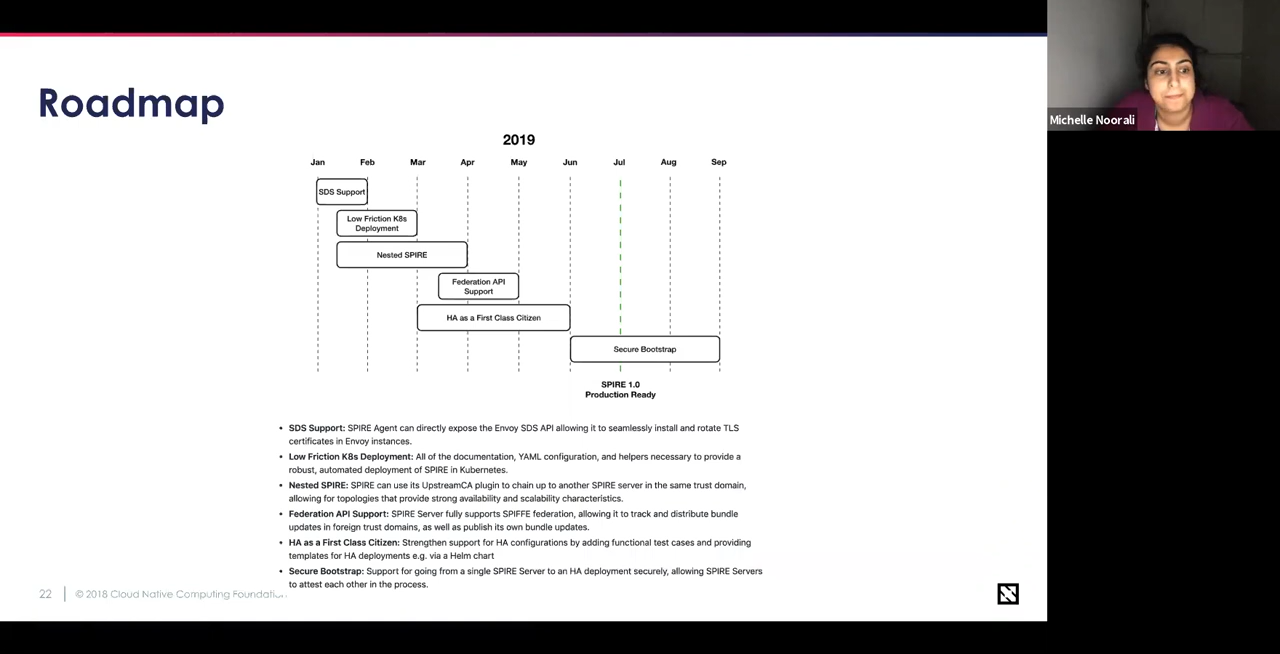 Roadmap
Michelle Noorali
2019
Jan Feb Mar Apr May Jun Jul Aug Sep
SDS Support
Low Friction K8s
Deployment
Nested SPIRE
Federation API
Support
HA as a First Class Citizen
Secure Bootstrap
SPIRE 1.0
Production Ready
• SDS Support: SPIRE Agent can directly expose the Envoy SDS API allowing it to seamlessly install and rotate TLS
certificates in Envoy instances.
• Low Friction K8s Deployment: All of the documentation, YAML configuration, and helpers necessary to provide a
robust, automated deployment of SPIRE in Kubernetes.
• Nested SPIRE: SPIRE can use its UpstreamCA plugin to chain up to another SPIRE server in the same trust domain,
allowing for topologies that provide strong availability and scalability characteristics.
• Federation API Support: SPIRE Server fully supports SPIFFE federation, allowing it to track and distribute bundle
updates in foreign trust domains, as well as publish its own bundle updates.
• HA as a First Class Citizen: Strengthen support for HA configurations by adding functional test cases and providing
templates for HA deployments e.g. via a Helm chart
• Secure Bootstrap: Support for going from a single SPIRE Server to an HA deployment securely, allowing SPIRE Servers
to attest each other in the process.
22 © 2018 Cloud Native Computing Foundation